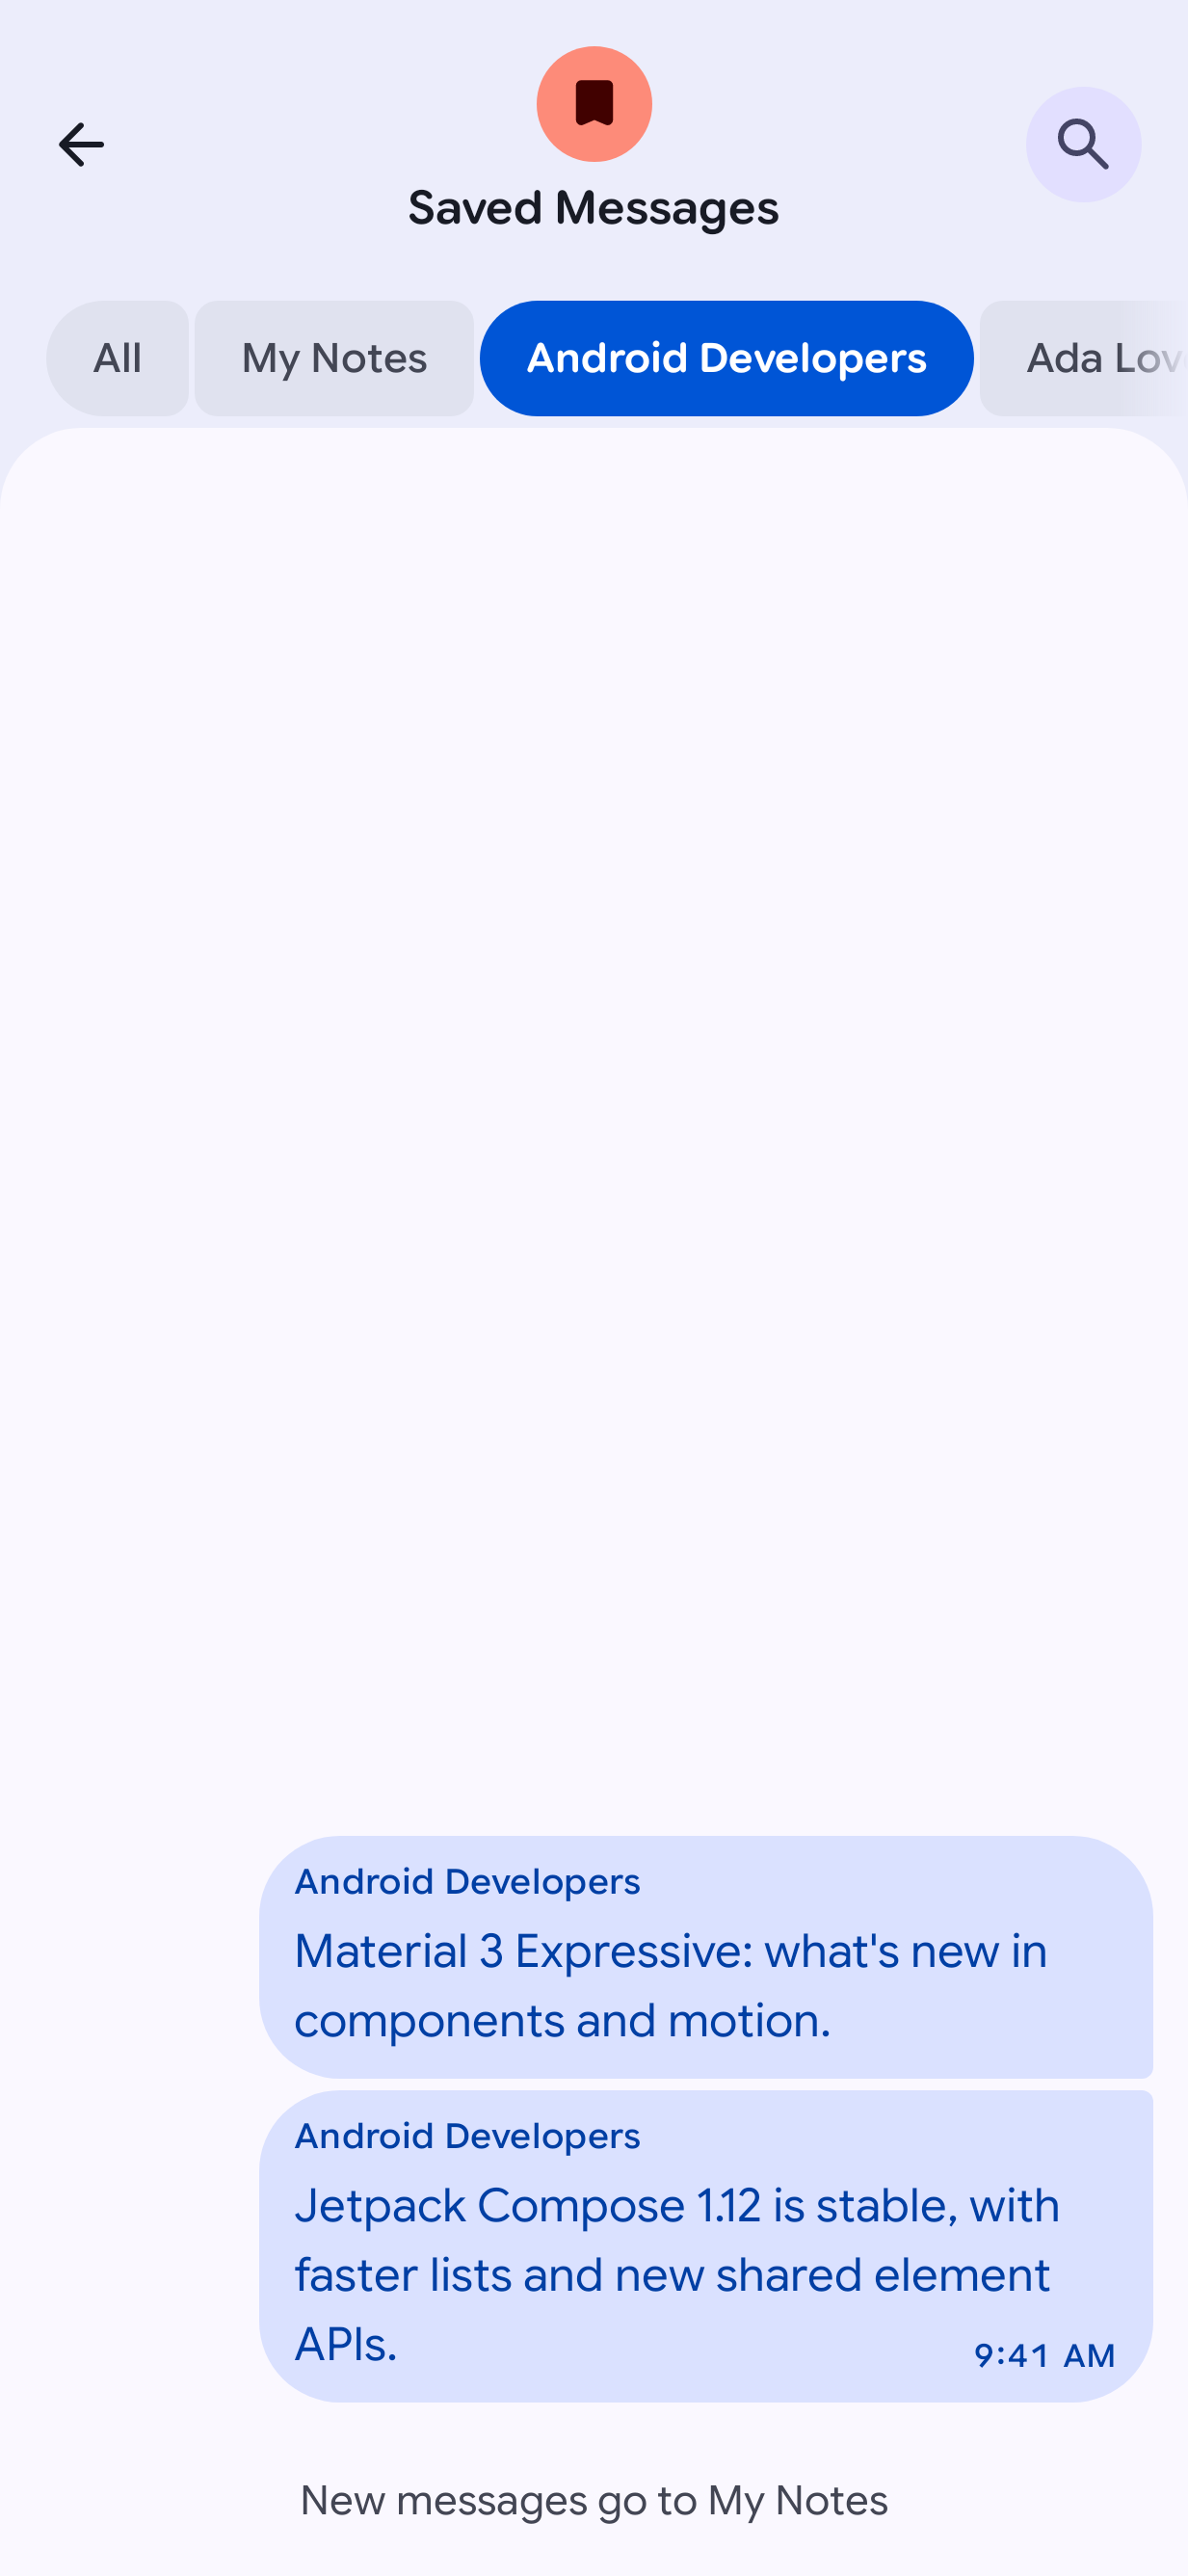 Saved Messages
All
My Notes
Android Developers
Ada
Android Developers
Material 3 Expressive: what's new in
components and motion.
Android Developers
Jetpack Compose 1.12 is stable, with
faster lists and new shared element
APIs.
9:41 AM
New messages go to My Notes